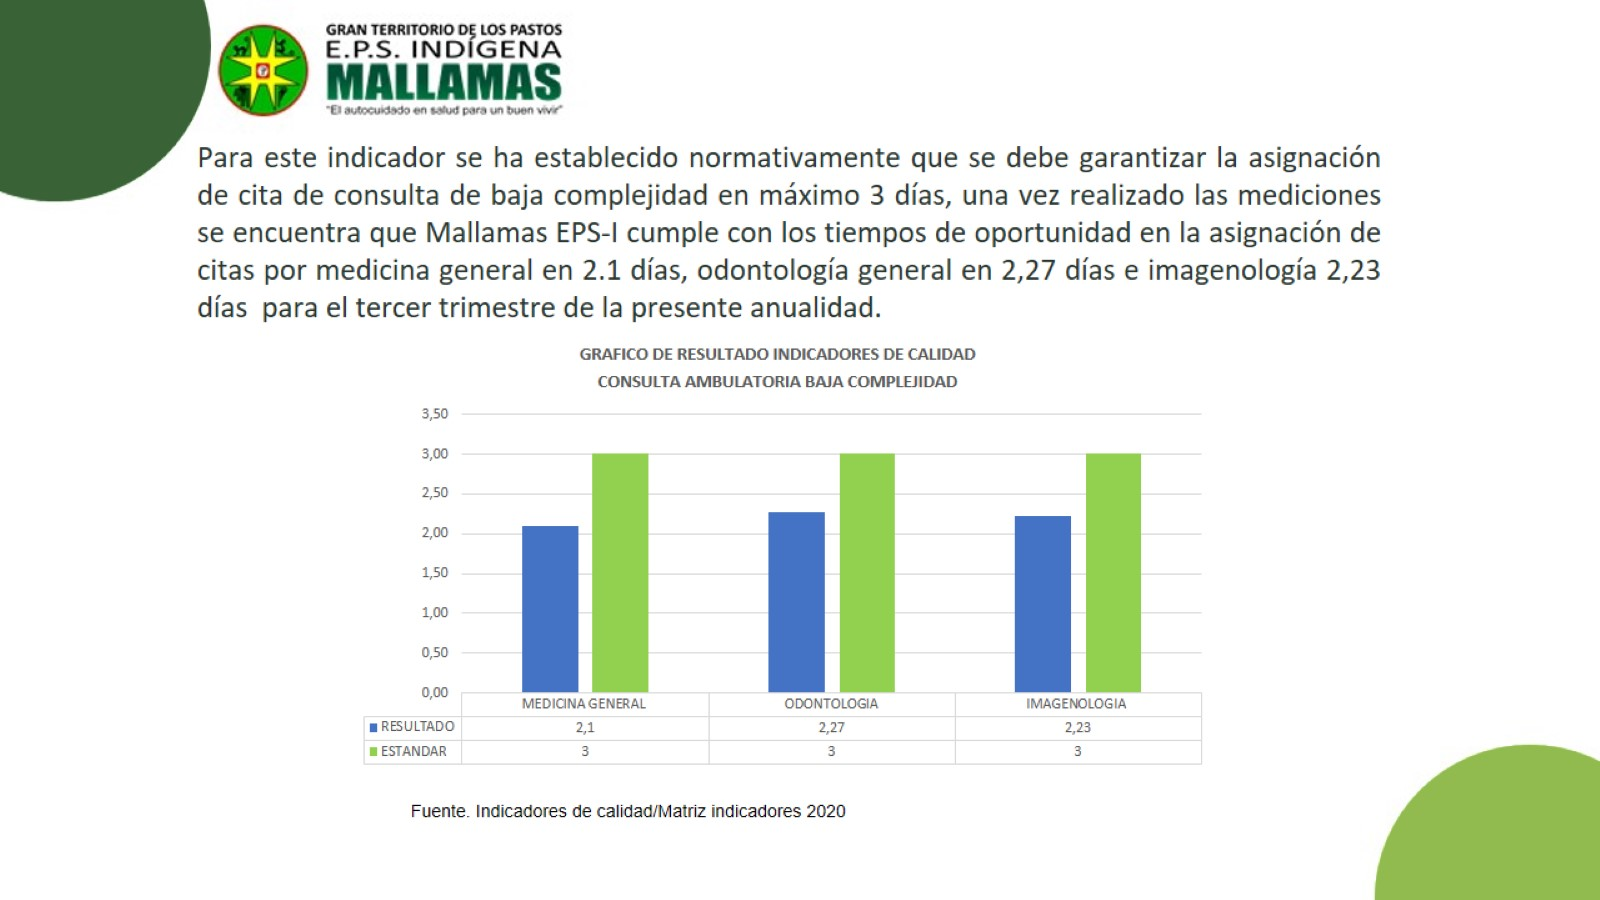 GRAN TERRITORIO DE LOS PASTOS
E.P.S. INDÍGENA
MALLAMAS
"El autocuidado en salud para un buen vivir"
Para este indicador se ha establecido normativamente que se debe garantizar la asignación
de cita de consulta de baja complejidad en máximo 3 días, una vez realizado las mediciones
se encuentra que Mallamas EPS-I cumple con los tiempos de oportunidad en la asignación de
citas por medicina general en 2.1 días, odontología general en 2,27 días e imagenología 2,23
días para el tercer trimestre de la presente anualidad.
GRAFICO DE RESULTADO INDICADORES DE CALIDAD
CONSULTA AMBULATORIA BAJA COMPLEJIDAD
3,50
3,00
2,50
2,00
1,50
1,00
0,50
0,00
MEDICINA GENERAL ODONTOLOGIA IMAGENOLOGIA
RESULTADO 2,1 2,27 2,23
ESTANDAR 3 3 3
Fuente. Indicadores de calidad/Matriz indicadores 2020